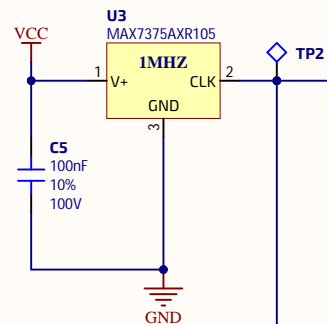 U3
MAX7375AXR105
VCC
1MHZ
1
V+
CLK
2
TP2
GND
3
C5
100nF
10%
100V
GND